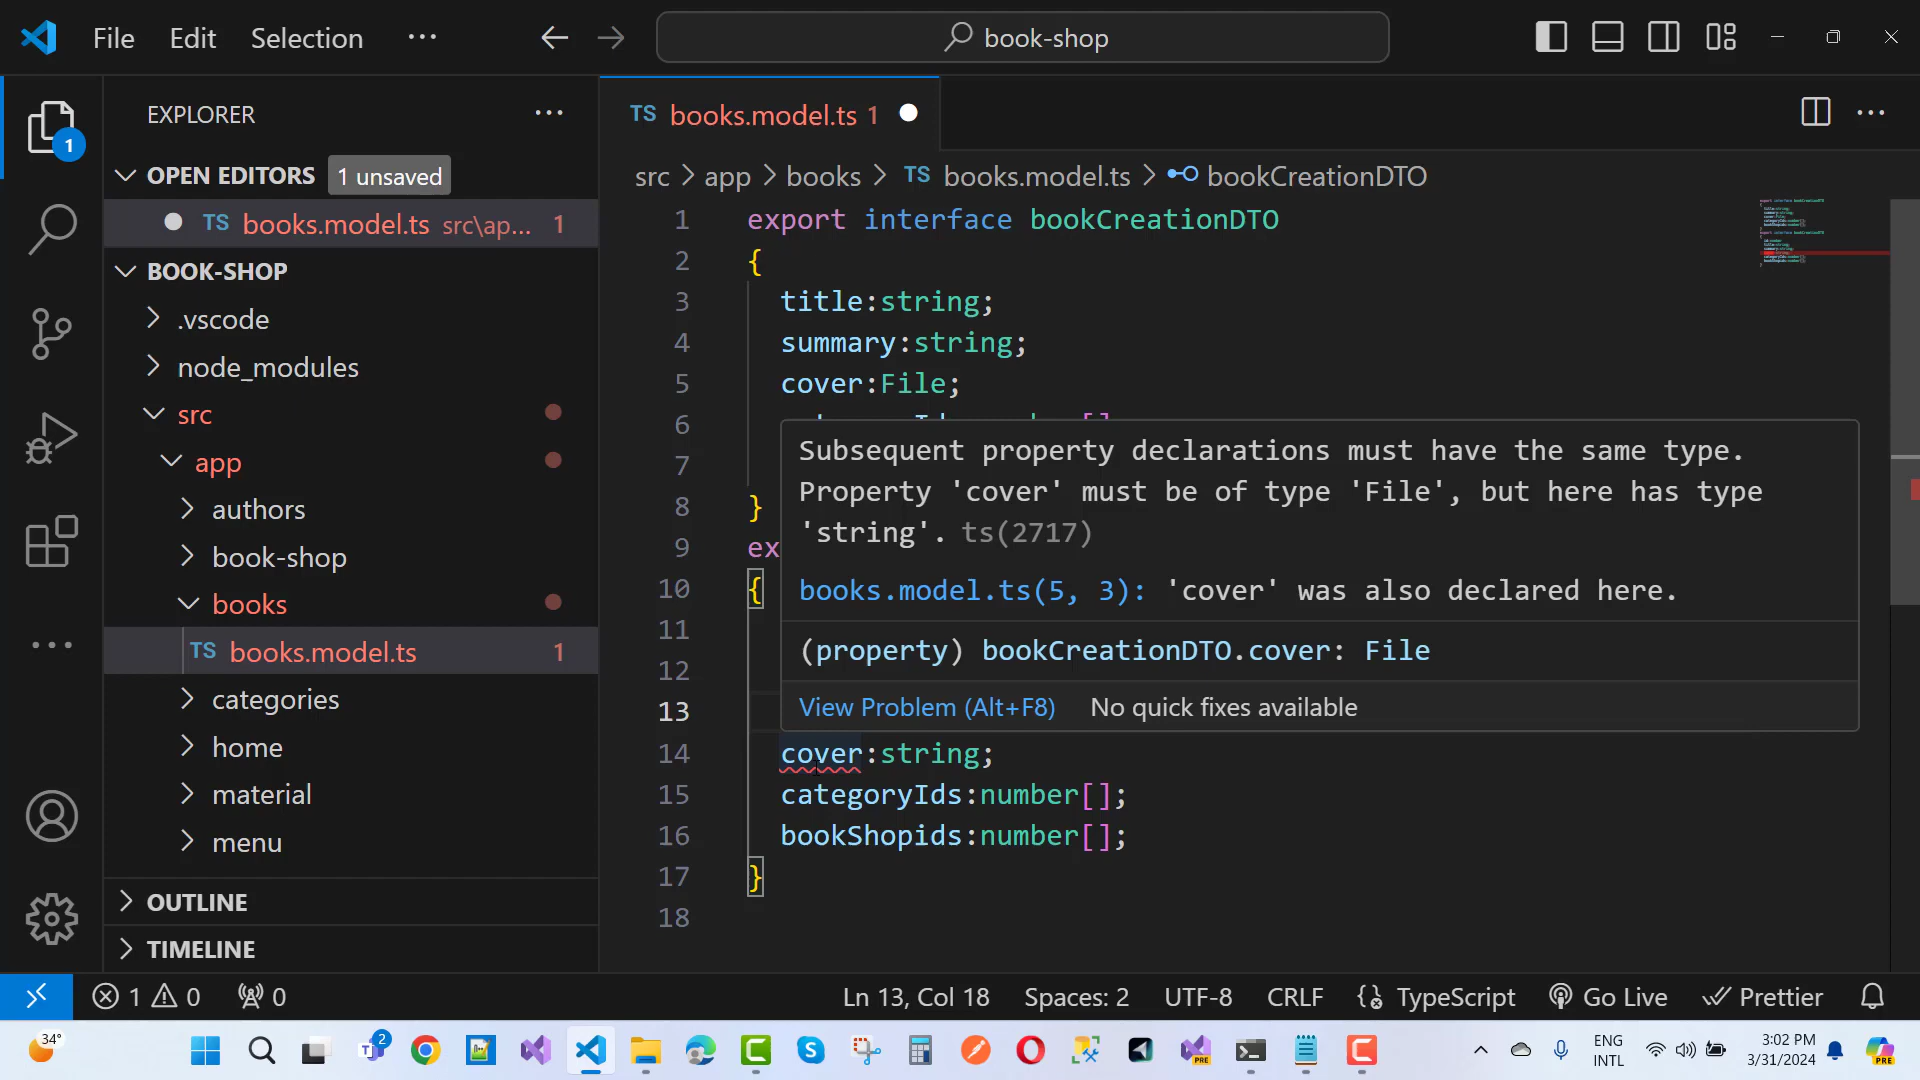 File Edit Selection ...
book-shop
EXPLORER
OPEN EDITORS 1 unsaved
TS books.model.ts src\ap... 1
BOOK-SHOP
.vscode
node_modules
src
app
authors
book-shop
books
TS books.model.ts 1
categories
home
material
menu
OUTLINE
TIMELINE
1
TS books.model.ts 1
src > app > books > TS books.model.ts > bookCreationDTO
1 export interface bookCreationDTO
2 {
3 title:string;
4 summary:string;
5 cover:File;
6
7
8 }
9 ex
10 {
11
12
13
Subsequent property declarations must have the same type.
Property 'cover' must be of type 'File', but here has type
'string'. ts(2717)
books.model.ts(5, 3): 'cover' was also declared here.
(property) bookCreationDTO.cover: File
View Problem (Alt+F8) No quick fixes available
14 cover:string;
15 categoryIds:number[];
16 bookShopids:number[];
17 }
18
1 0 0 Ln 13, Col 18 Spaces: 2 UTF-8 CRLF TypeScript Go Live Prettier
34° 2 ENG
INTL
3:02 PM
3/31/2024